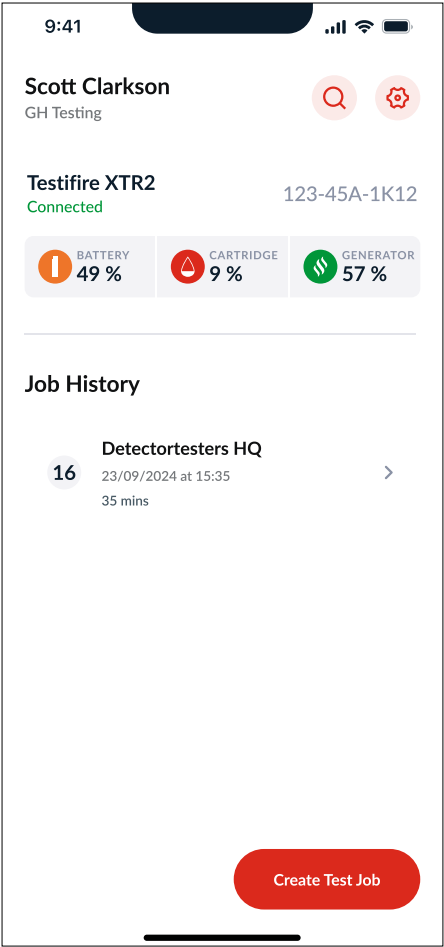 9:41
Scott Clarkson
GH Testing
Testifire XTR2
Connected
123-45A-1K12
BATTERY
49 %
CARTRIDGE
9 %
GENERATOR
57 %
Job History
16
Detectortesters HQ
23/09/2024 at 15:35
35 mins
Create Test Job